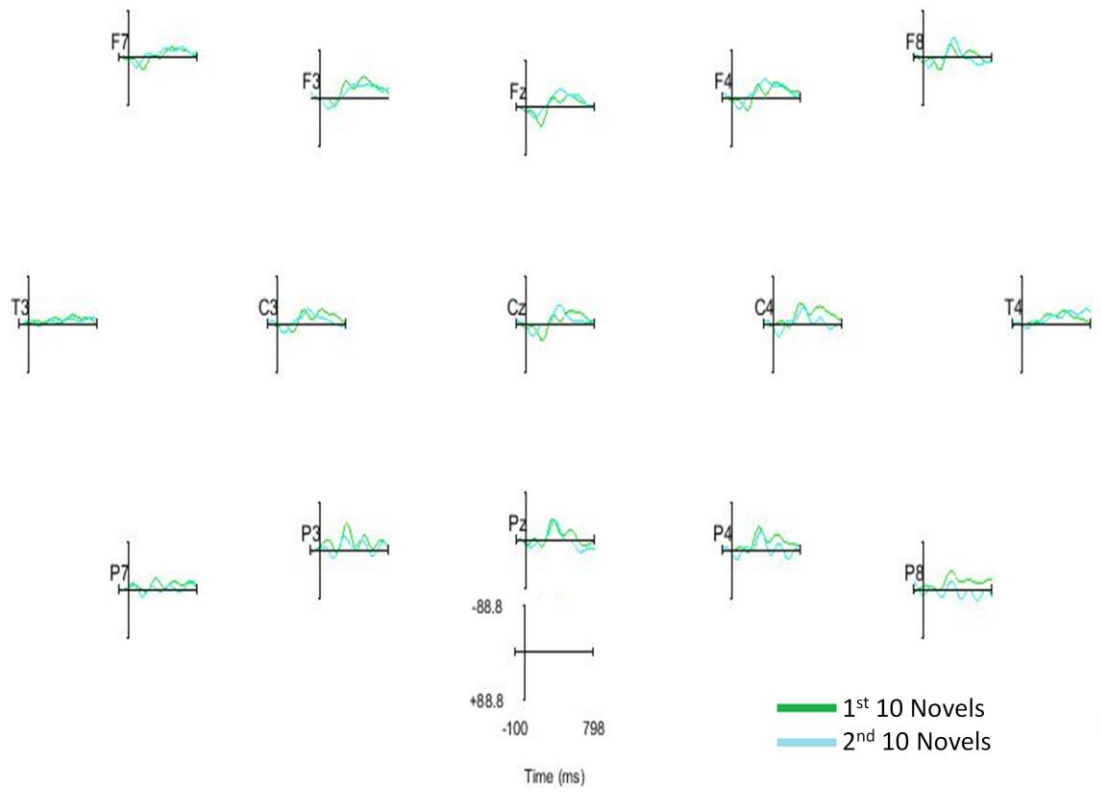 F7
F3
Fz
F4
F8
T3
C3
Cz
C4
T4
P7
P3
Pz
P4
P8
-88.8
+88.8
-100 798
Time (ms)
1st 10 Novels
2nd 10 Novels